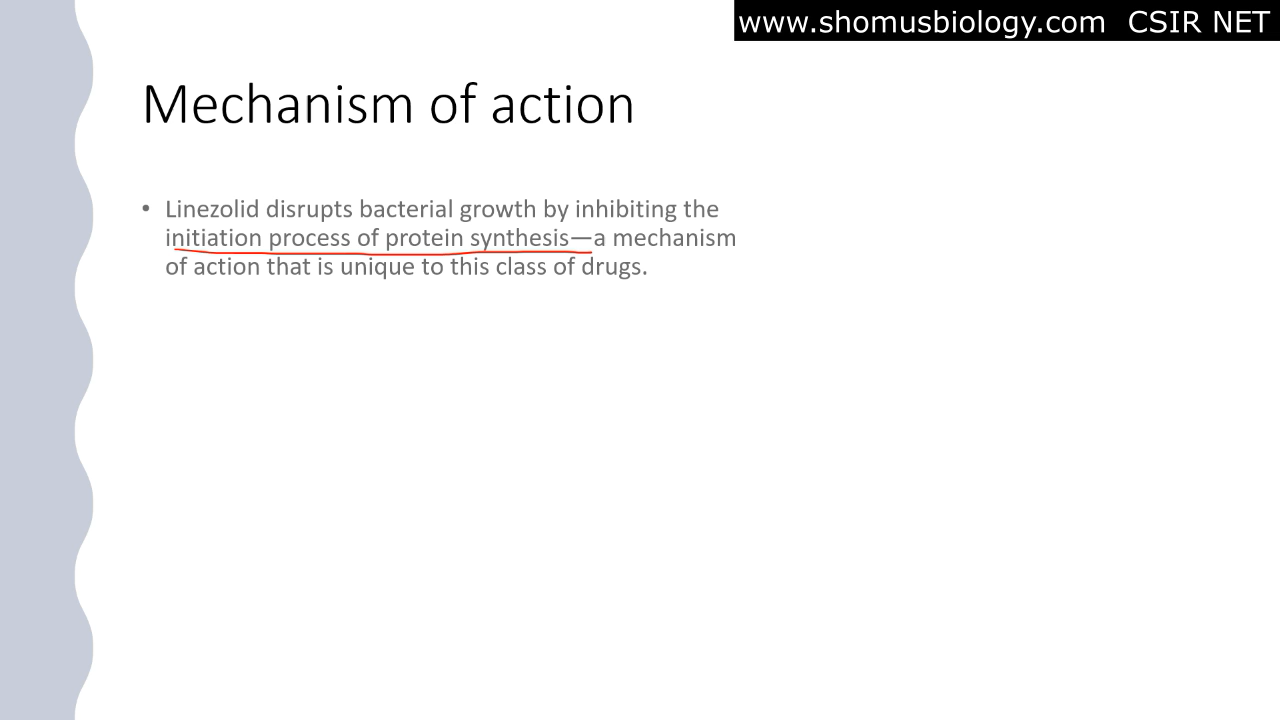 www.shomusbiology.com CSIR NET
Mechanism of action
• Linezolid disrupts bacterial growth by inhibiting the
initiation process of protein synthesis—a mechanism
of action that is unique to this class of drugs.